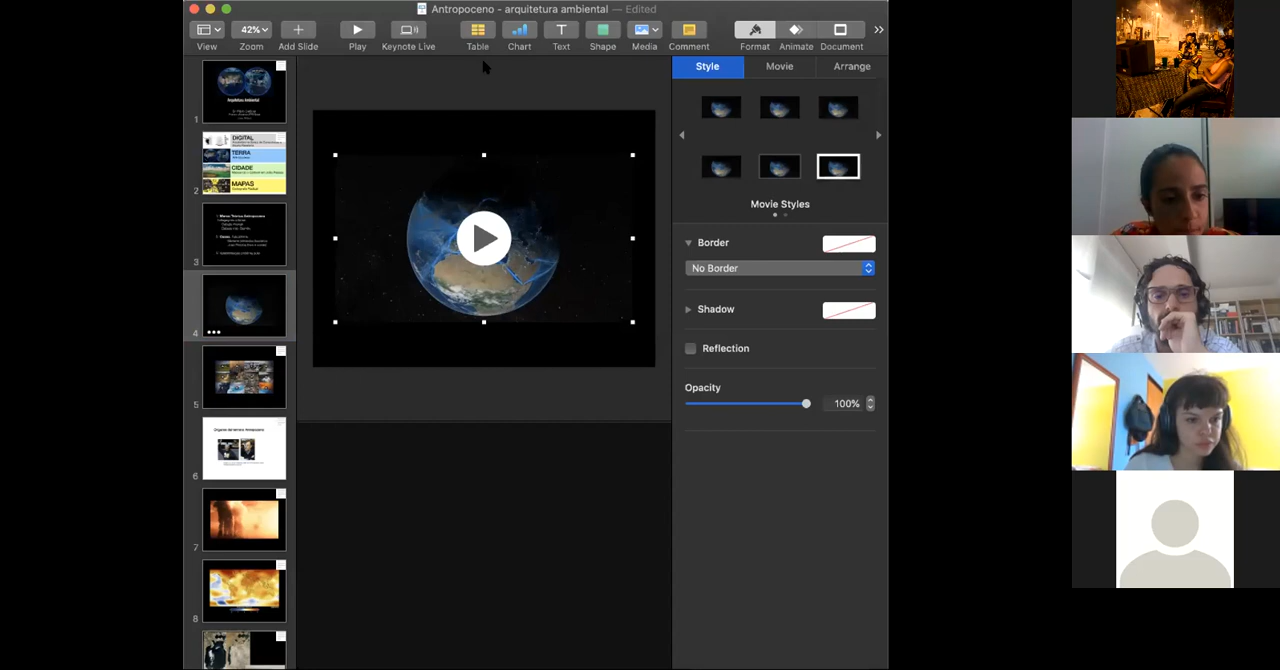 Antropoceno - arquitetura ambiental — Edited
42%
View
Zoom
Add Slide
Play
Keynote Live
Table
Chart
Text
Shape
Media
Comment
Format
Animate
Document
Style
Movie
Arrange
Movie Styles
Border
No Border
Shadow
Reflection
Opacity
100%
1
DIGITAL
TERRA
CIDADE
MAPAS
2
3
4
5
6
7
8